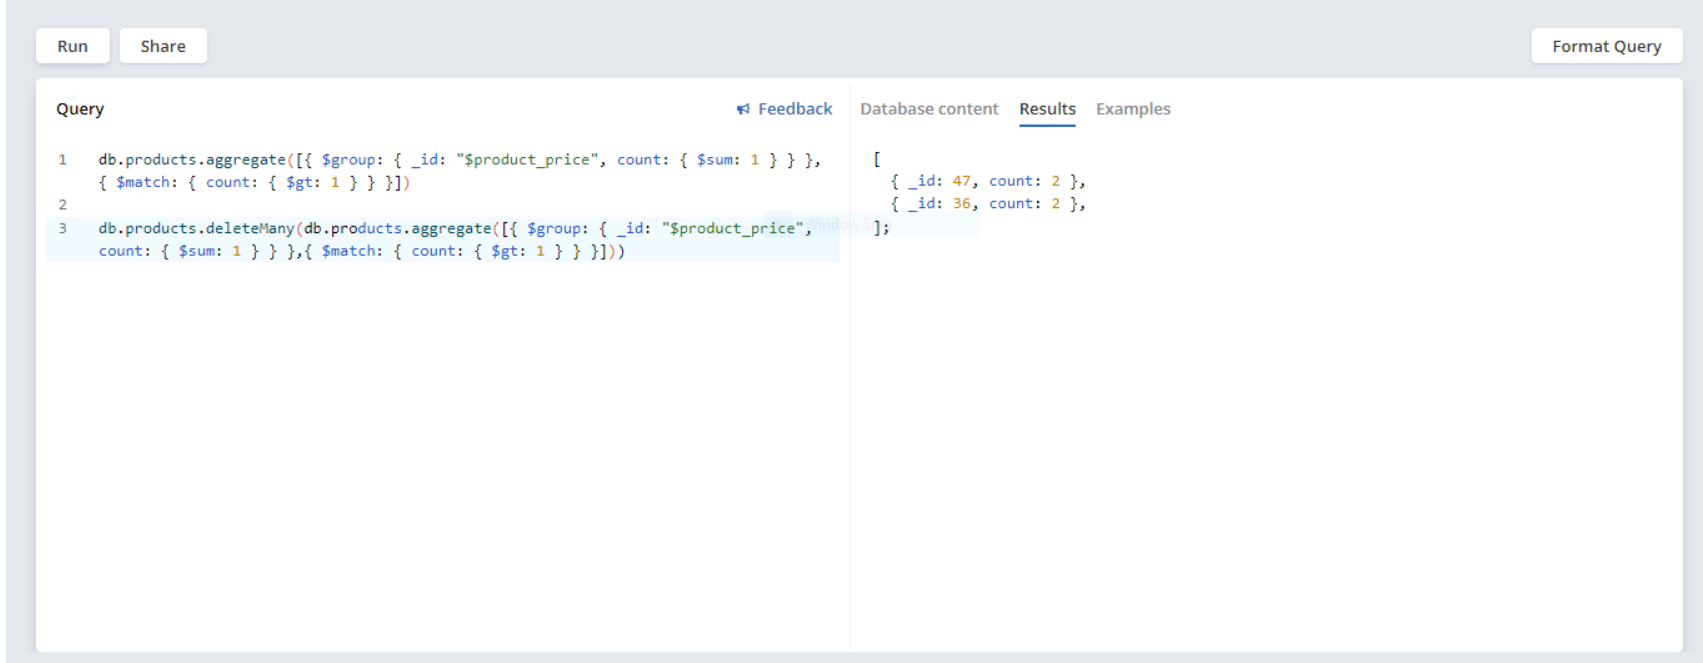 Run
Share
Format Query
Query
Feedback
Database content
Results
Examples
1 db.products.aggregate([{ $group: { _id: "$product_price", count: { $sum: 1 } } },
{ $match: { count: { $gt: 1 } } }])
2
3 db.products.deleteMany(db.products.aggregate([{ $group: { _id: "$product_price",
count: { $sum: 1 } } },{ $match: { count: { $gt: 1 } } }]))
[
{ _id: 47, count: 2 },
{ _id: 36, count: 2 },
];
Window